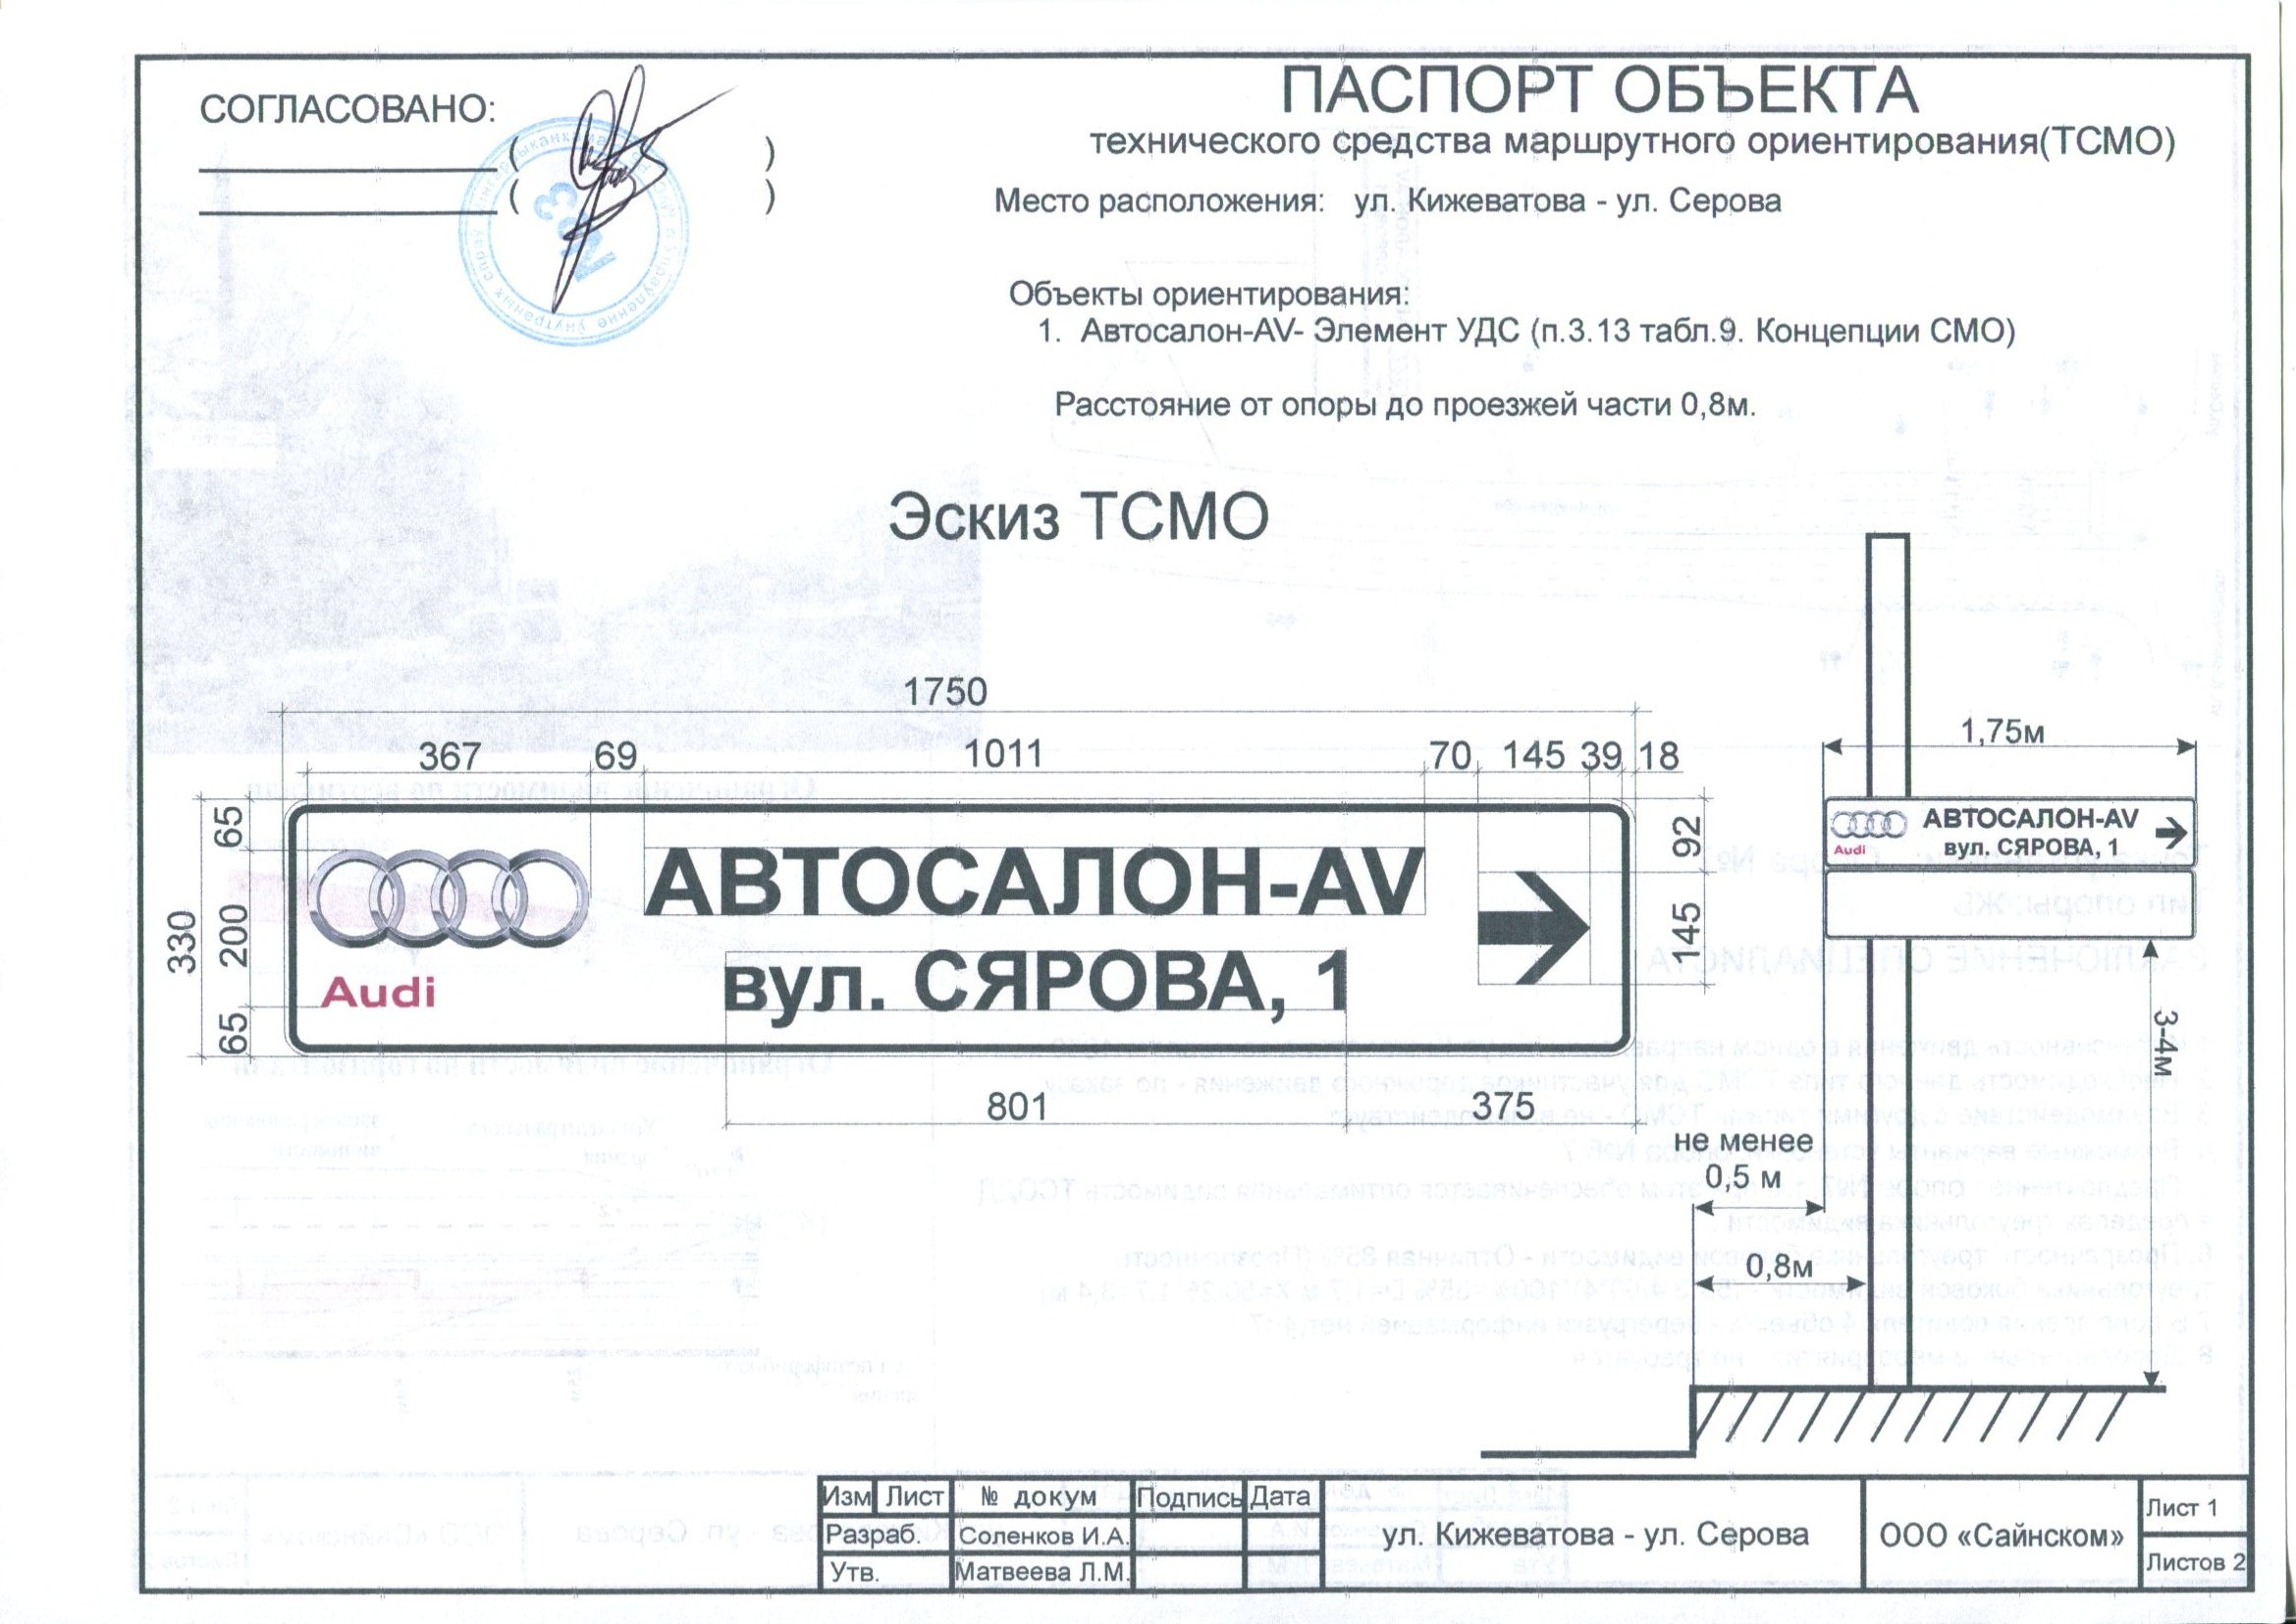 СОГЛАСОВАНО:
( )
( )
№3
ПАСПОРТ ОБЪЕКТА
технического средства маршрутного ориентирования(ТСМО)
Место расположения: ул. Кижеватова - ул. Серова
Объекты ориентирования:
1. Автосалон-AV- Элемент УДС (п.3.13 табл.9. Концепции СМО)
Расстояние от опоры до проезжей части 0,8м.
Эскиз ТСМО
1750
367 69 1011 70 145 39 18
330
65
200
65
92
145
АВТОСАЛОН-AV
вул. СЯРОВА, 1
Audi
801 375
1,75м
АВТОСАЛОН-AV
вул. СЯРОВА, 1
Audi
3-4м
не менее
0,5 м
0,8м
Изм Лист № докум Подпись Дата
Разраб. Соленков И.А.
Утв. Матвеева Л.М.
ул. Кижеватова - ул. Серова
ООО «Сайнском»
Лист 1
Листов 2